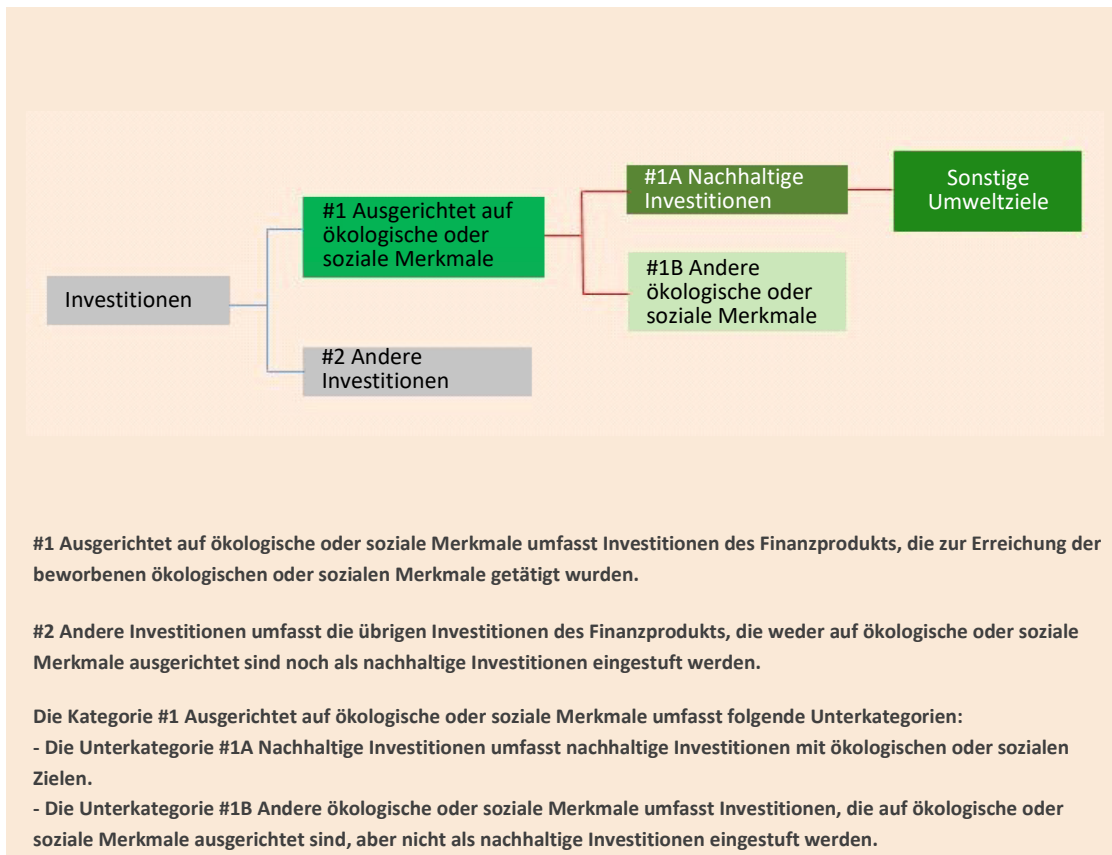 #1A Nachhaltige
Investitionen
Sonstige
Umweltziele
#1 Ausgerichtet auf
ökologische oder
soziale Merkmale
#1B Andere
ökologische oder
soziale Merkmale
Investitionen
#2 Andere
Investitionen
#1 Ausgerichtet auf ökologische oder soziale Merkmale umfasst Investitionen des Finanzprodukts, die zur Erreichung der
beworbenen ökologischen oder sozialen Merkmale getätigt wurden.
#2 Andere Investitionen umfasst die übrigen Investitionen des Finanzprodukts, die weder auf ökologische oder soziale
Merkmale ausgerichtet sind noch als nachhaltige Investitionen eingestuft werden.
Die Kategorie #1 Ausgerichtet auf ökologische oder soziale Merkmale umfasst folgende Unterkategorien:
- Die Unterkategorie #1A Nachhaltige Investitionen umfasst nachhaltige Investitionen mit ökologischen oder sozialen
Zielen.
- Die Unterkategorie #1B Andere ökologische oder soziale Merkmale umfasst Investitionen, die auf ökologische oder
soziale Merkmale ausgerichtet sind, aber nicht als nachhaltige Investitionen eingestuft werden.